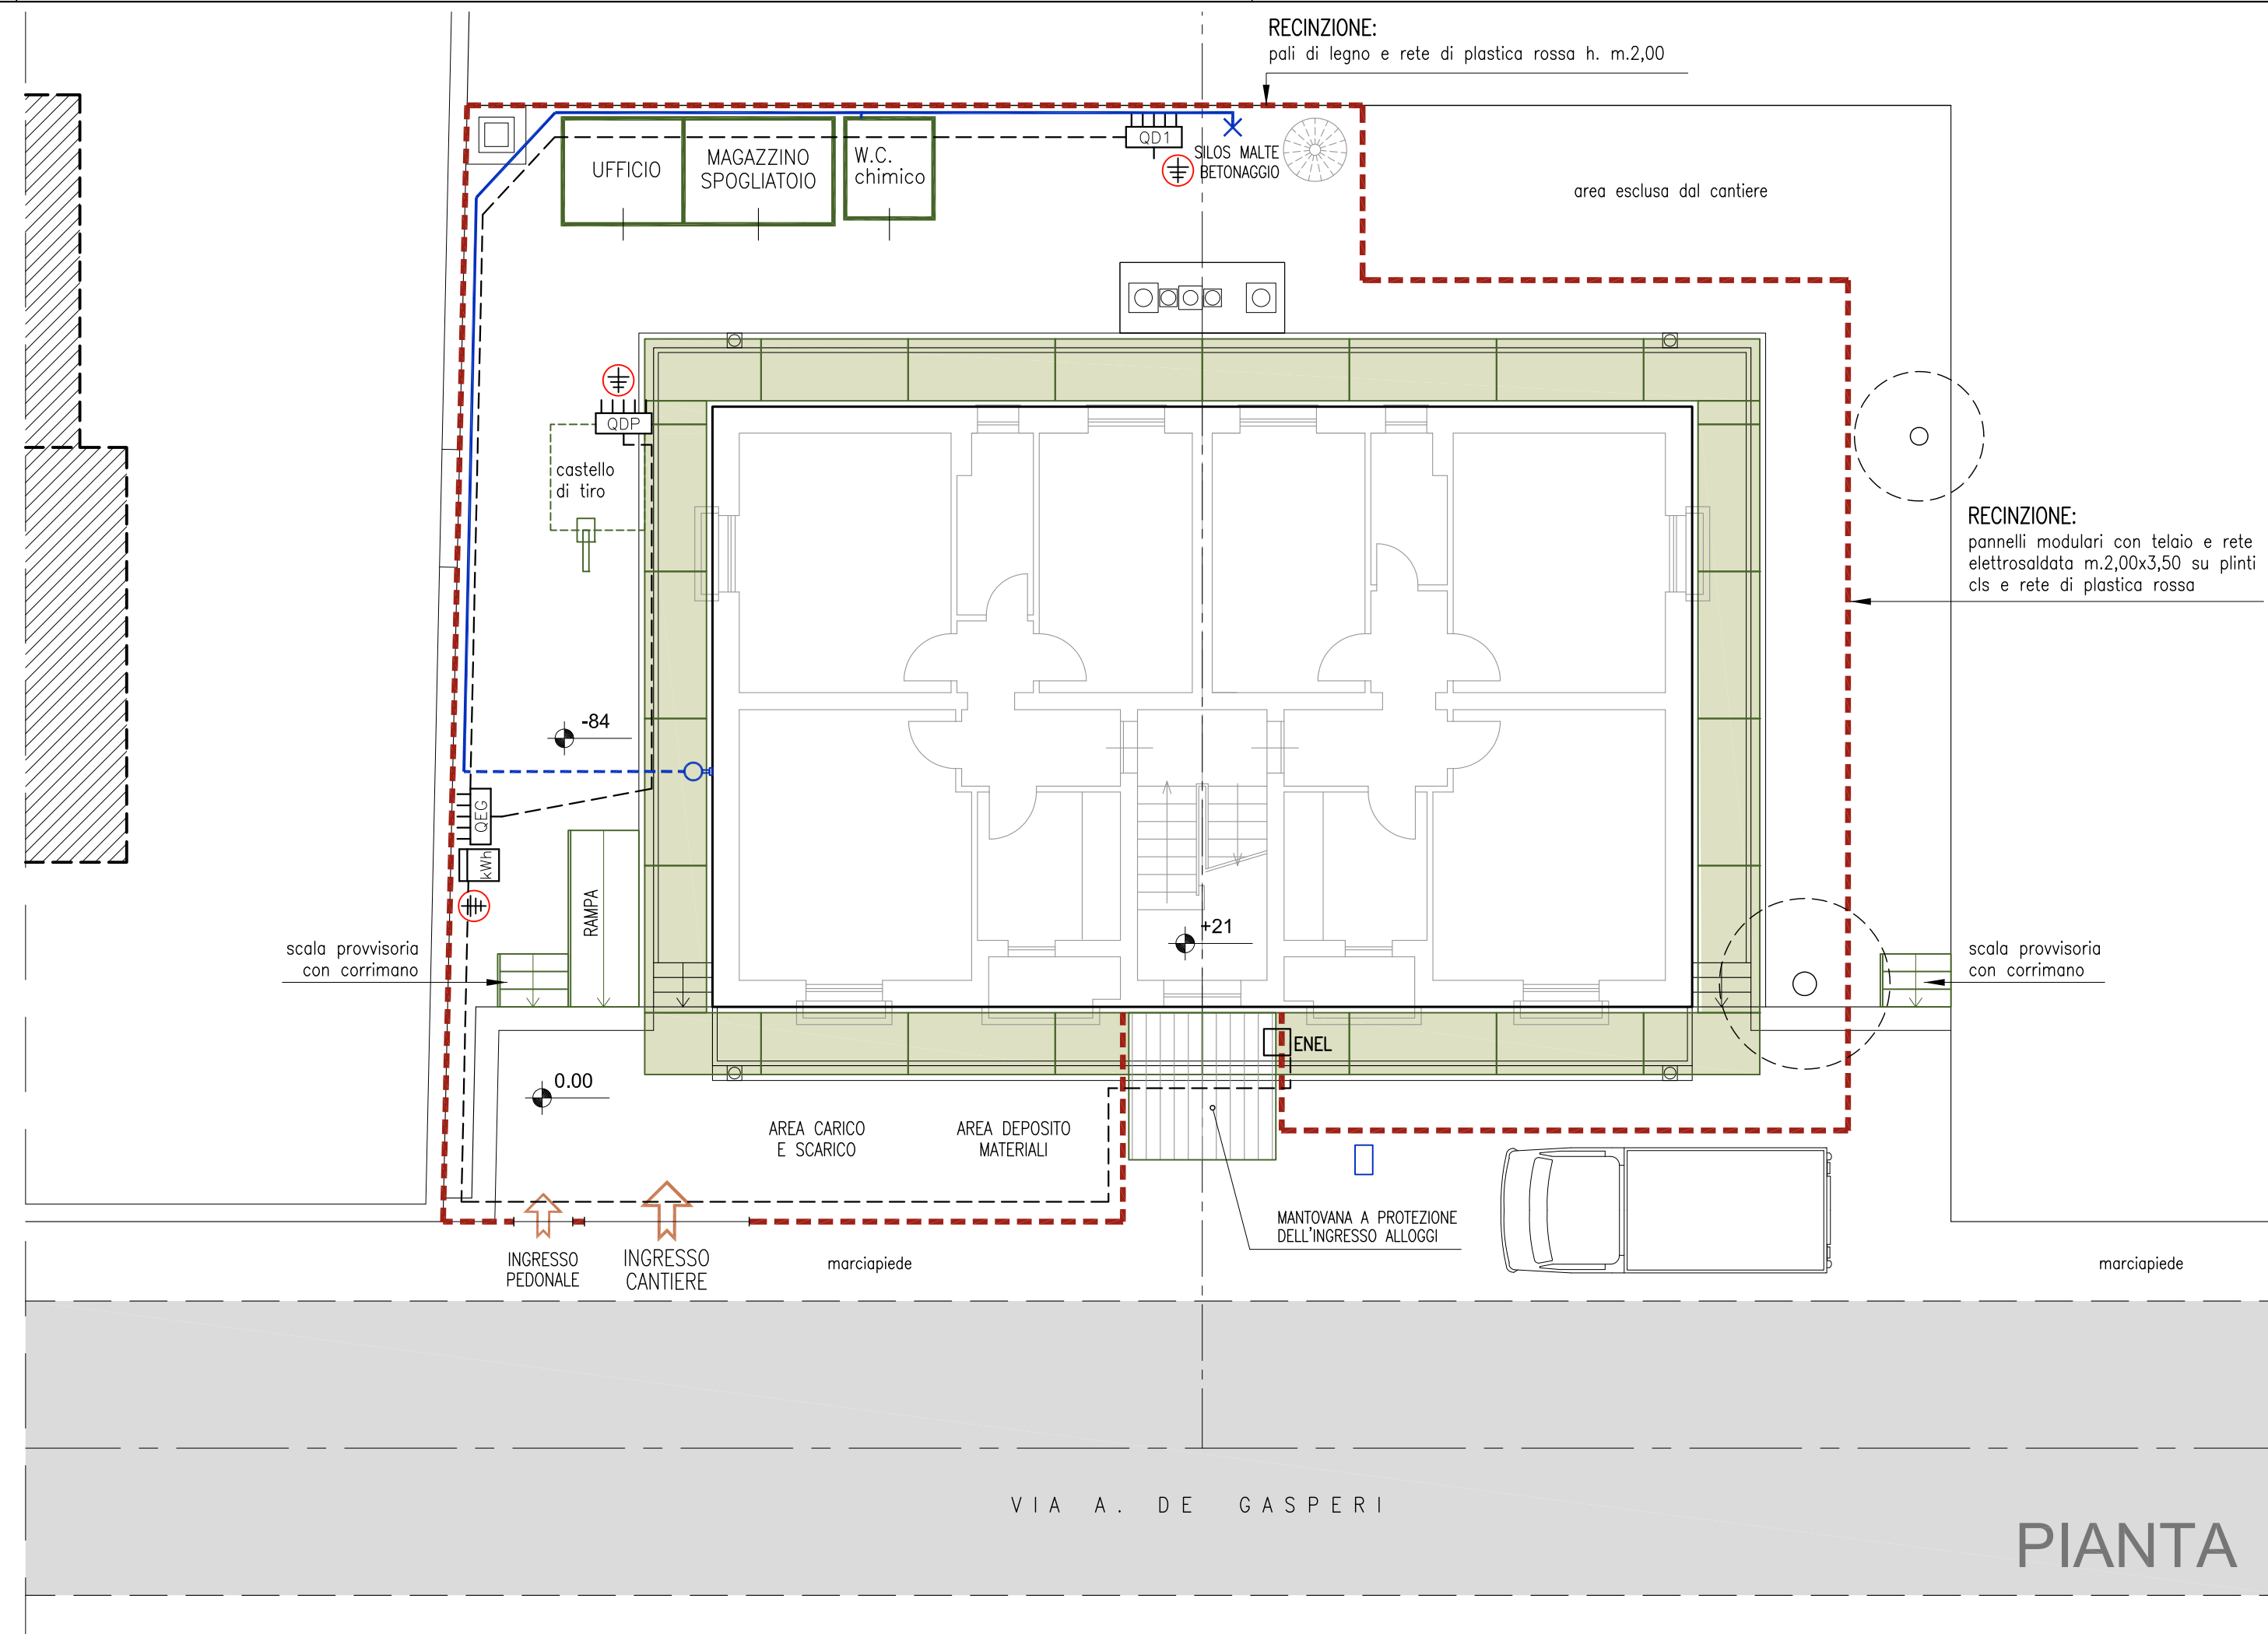 RECINZIONE:
pali di legno e rete di plastica rossa h. m.2,00
UFFICIO
MAGAZZINO
SPOGLIATOIO
W.C.
chimico
QD1
SILOS MALTE
BETONAGGIO
area esclusa dal cantiere
QDP
castello
di tiro
RECINZIONE:
pannelli modulari con telaio e rete
elettrosaldata m.2,00x3,50 su plinti
cls e rete di plastica rossa
-84
QEG
kWh
RAMPA
+21
scala provvisoria
con corrimano
scala provvisoria
con corrimano
ENEL
0.00
AREA CARICO
E SCARICO
AREA DEPOSITO
MATERIALI
MANTOVANA A PROTEZIONE
DELL'INGRESSO ALLOGGI
INGRESSO
PEDONALE
INGRESSO
CANTIERE
marciapiede
marciapiede
VIA A. DE GASPERI
PIANTA